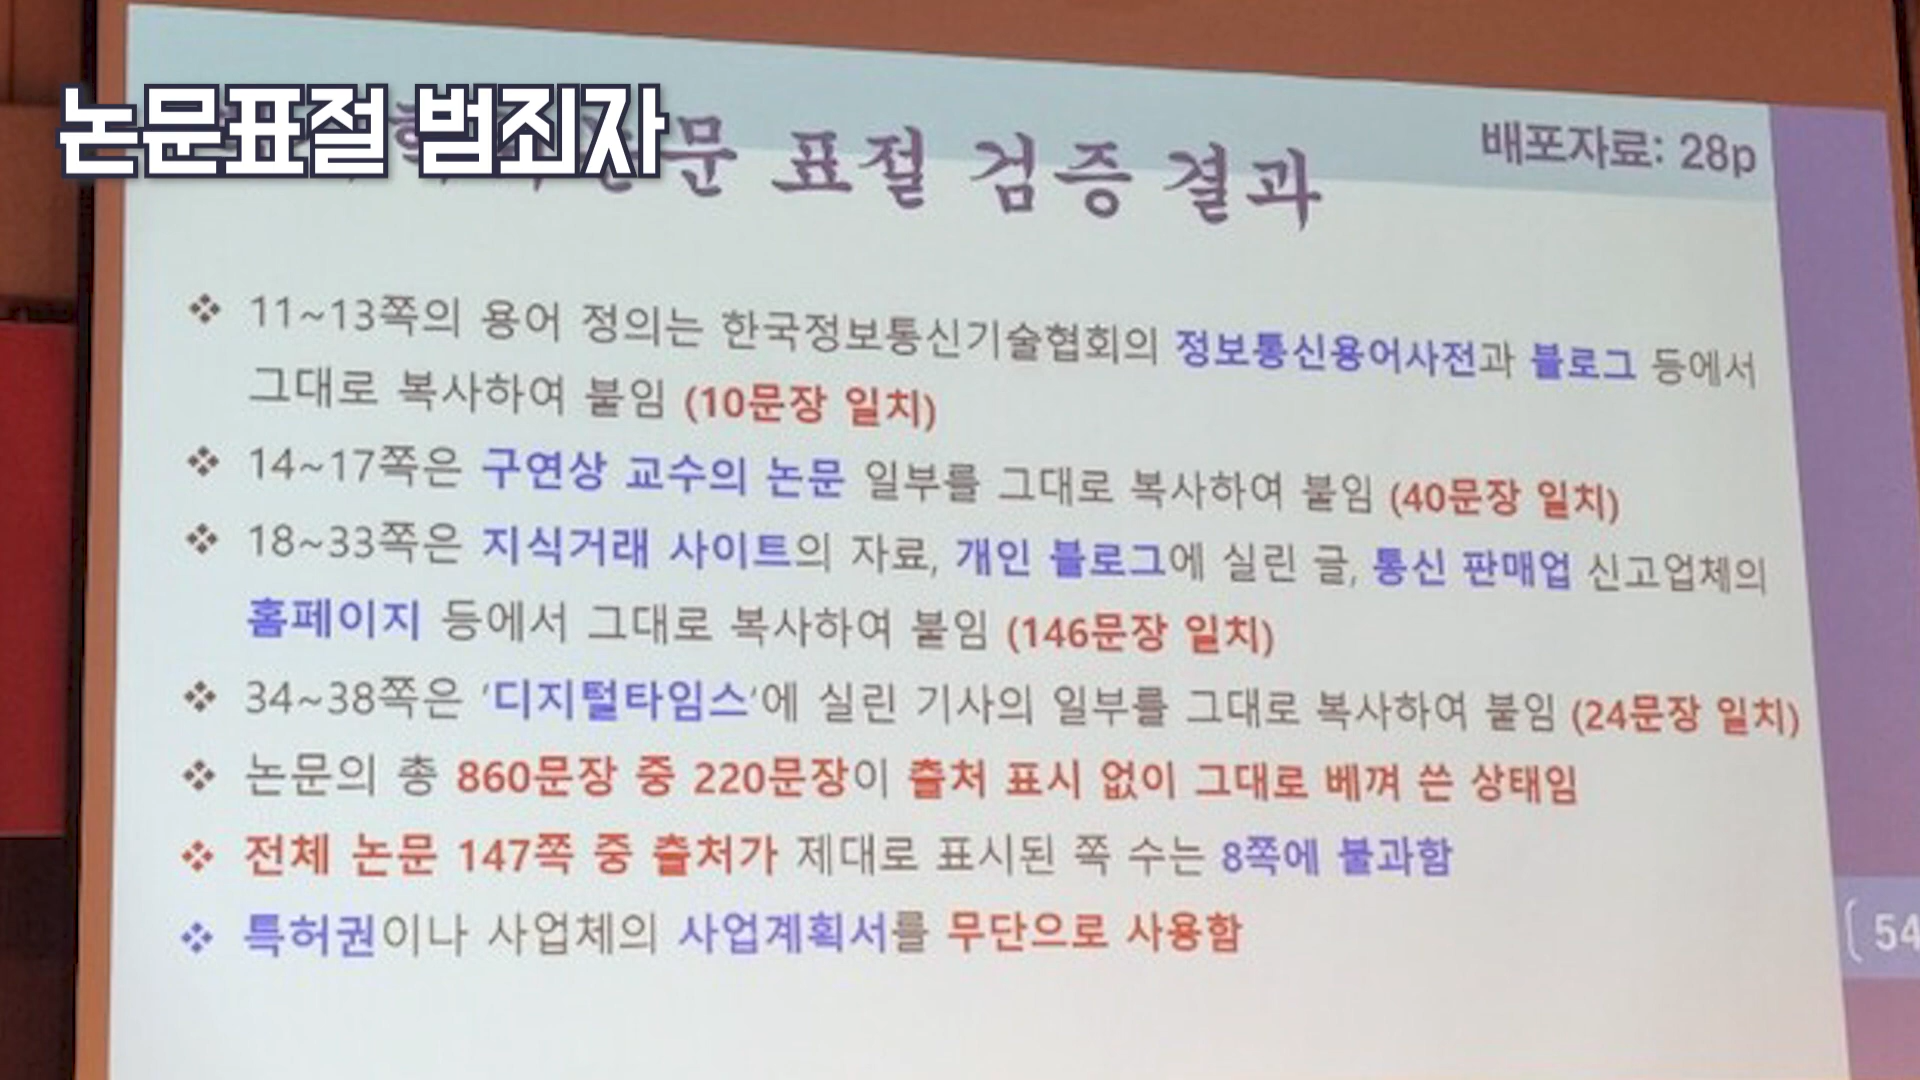 논문표절 범죄자
논문 표절 검증 결과
배포자료: 28p
❖ 11~13쪽의 용어 정의는 한국정보통신기술협회의 정보통신용어사전과 블로그 등에서
그대로 복사하여 붙임 (10문장 일치)
❖ 14~17쪽은 구연상 교수의 논문 일부를 그대로 복사하여 붙임 (40문장 일치)
❖ 18~33쪽은 지식거래 사이트의 자료, 개인 블로그에 실린 글, 통신 판매업 신고업체의
홈페이지 등에서 그대로 복사하여 붙임 (146문장 일치)
❖ 34~38쪽은 '디지털타임스'에 실린 기사의 일부를 그대로 복사하여 붙임 (24문장 일치)
❖ 논문의 총 860문장 중 220문장이 출처 표시 없이 그대로 베껴 쓴 상태임
❖ 전체 논문 147쪽 중 출처가 제대로 표시된 쪽 수는 8쪽에 불과함
❖ 특허권이나 사업체의 사업계획서를 무단으로 사용함
( 54